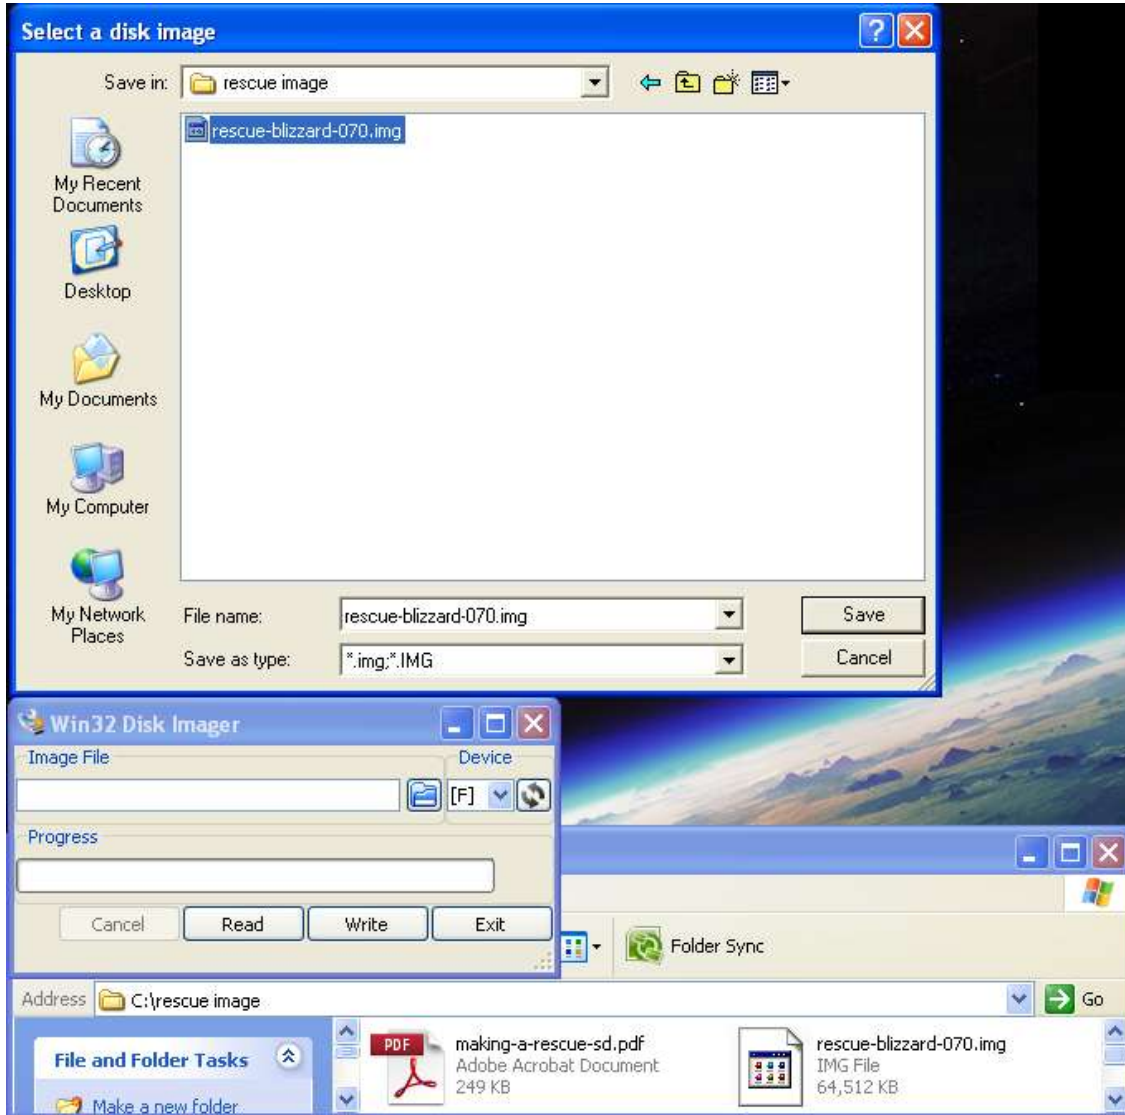 Select a disk image
Save in: rescue image
rescue-blizzard-070.img
My Recent
Documents
Desktop
My Documents
My Computer
My Network
Places
File name: rescue-blizzard-070.img Save
Save as type: *.img;*.IMG Cancel
Win32 Disk Imager
Image File Device
[F]
Progress
Cancel Read Write Exit
Folder Sync
Address C:\rescue image Go
File and Folder Tasks
Make a new folder
PDF
making-a-rescue-sd.pdf
Adobe Acrobat Document
249 KB
rescue-blizzard-070.img
IMG File
64,512 KB